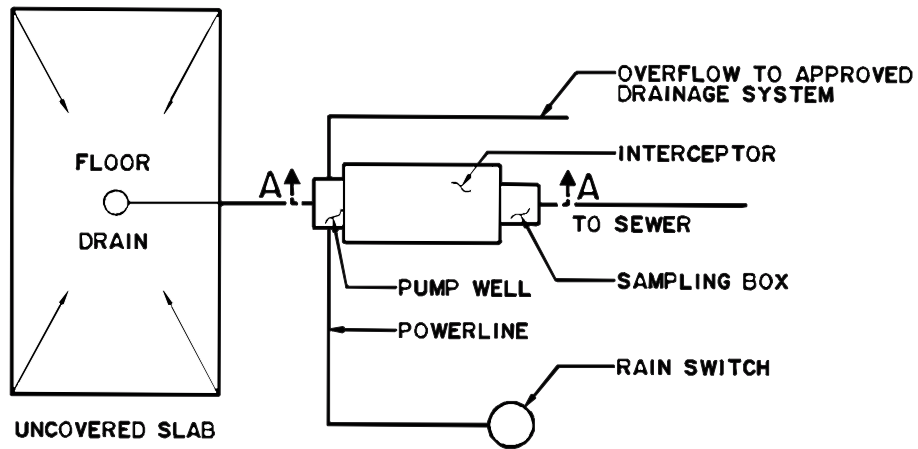 OVERFLOW TO APPROVED
DRAINAGE SYSTEM
FLOOR
INTERCEPTOR
A
A
DRAIN
TO SEWER
PUMP WELL
SAMPLING BOX
POWERLINE
RAIN SWITCH
UNCOVERED SLAB